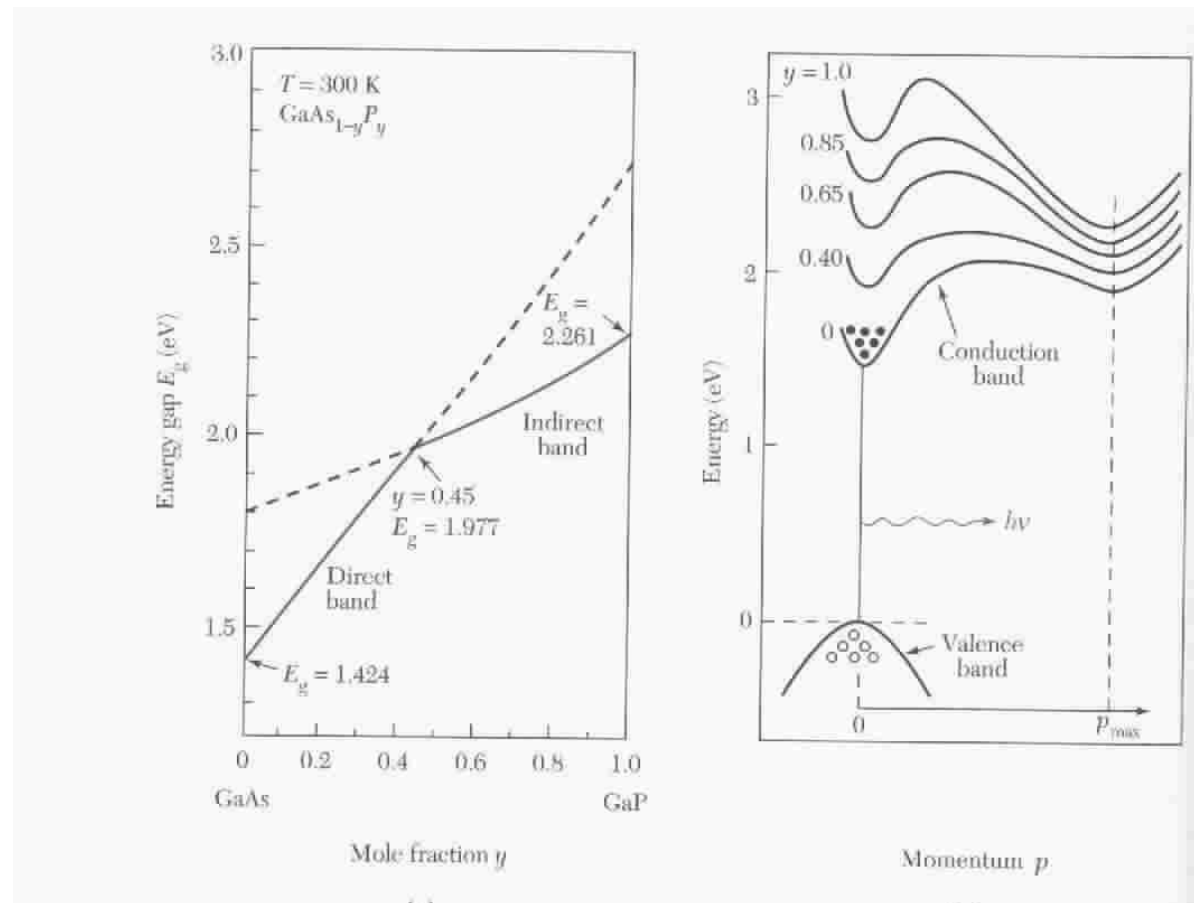 3.0
T = 300 K
GaAs1–yPy
2.5
Eg =
2.261
2.0
Indirect
band
y = 0.45
Eg = 1.977
Direct
band
1.5
Eg = 1.424
0 0.2 0.4 0.6 0.8 1.0
GaAs GaP
Mole fraction y
Energy gap Eg (eV)
y = 1.0
3
0.85
0.65
0.40
2
0
Conduction
band
1
hν
0
Valence
band
0 pmax
Momentum p
Energy (eV)